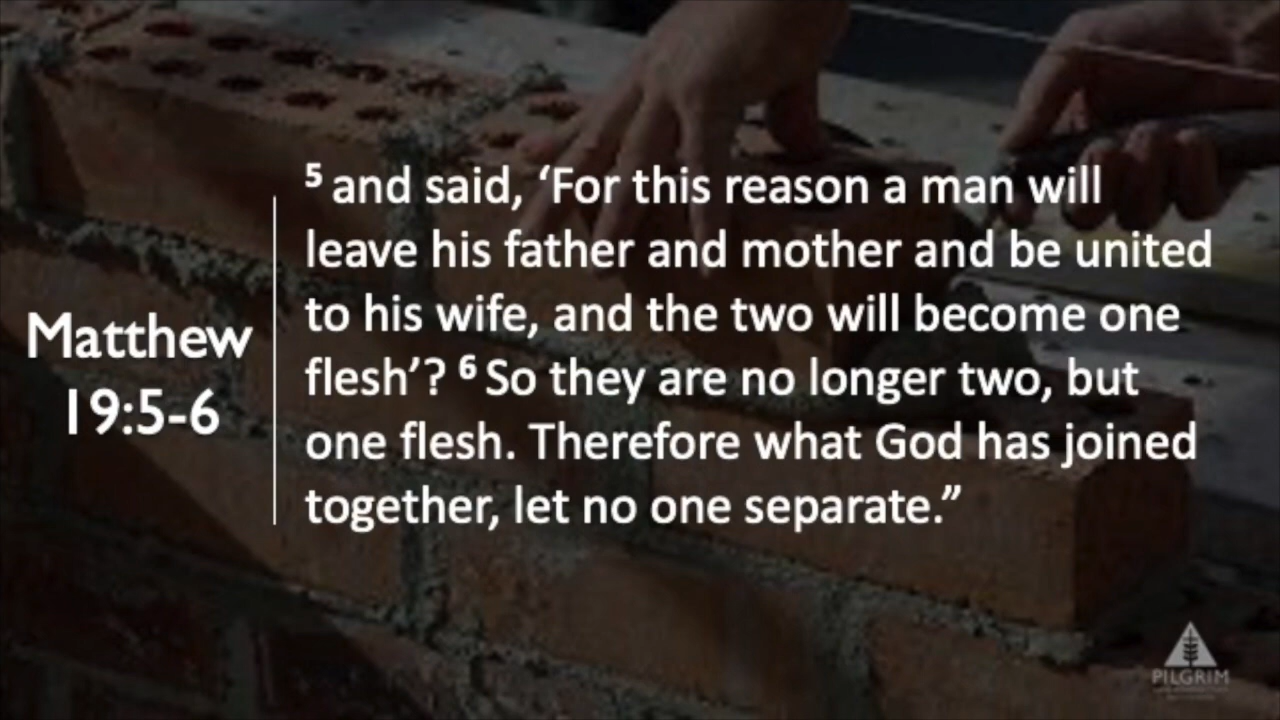 Matthew
19:5-6
⁵ and said, ‘For this reason a man will
leave his father and mother and be united
to his wife, and the two will become one
flesh’? ⁶ So they are no longer two, but
one flesh. Therefore what God has joined
together, let no one separate.”
PILGRIM